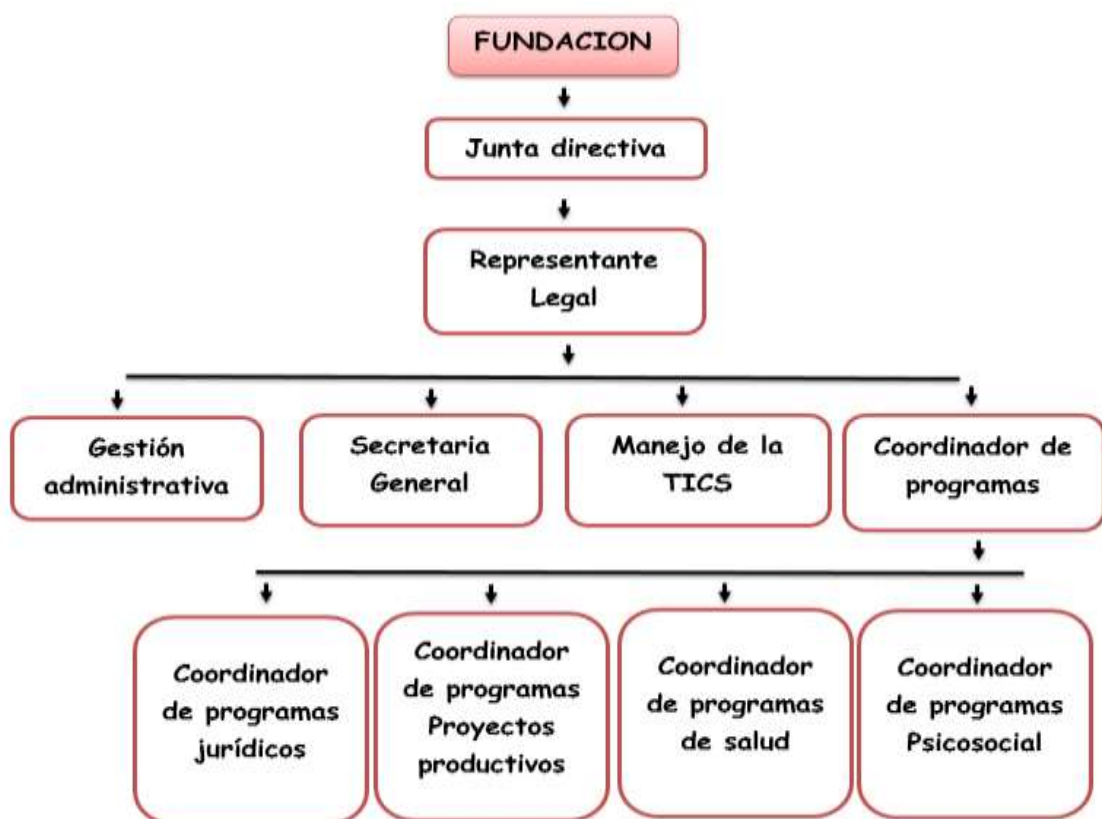 FUNDACION
Junta directiva
Representante
Legal
Gestión
administrativa
Secretaria
General
Manejo de la
TICS
Coordinador de
programas
Coordinador
de programas
jurídicos
Coordinador
de programas
Proyectos
productivos
Coordinador
de programas
de salud
Coordinador
de programas
Psicosocial